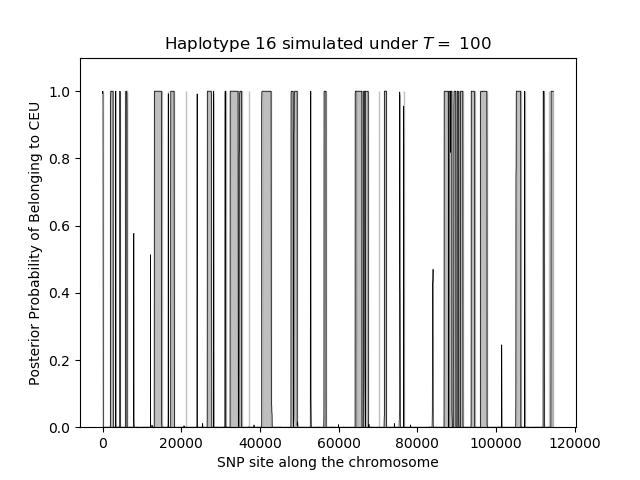 Haplotype 16 simulated under T = 100
Posterior Probability of Belonging to CEU
1.0
0.8
0.6
0.4
0.2
0.0
0 20000 40000 60000 80000 100000 120000
SNP site along the chromosome